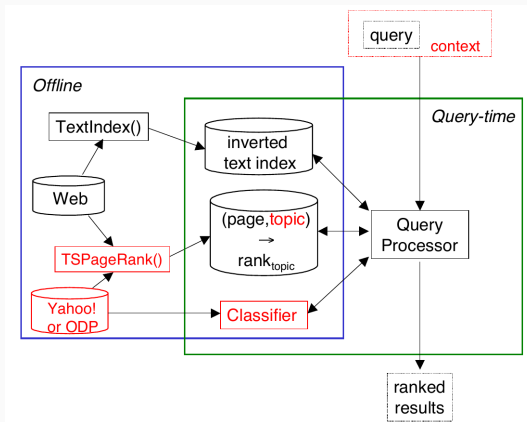 query
context
Offline
Query-time
TextIndex()
inverted
text index
Web
(page,topic)
→
rank_topic
Query
Processor
TSPageRank()
Yahoo!
or ODP
Classifier
ranked
results